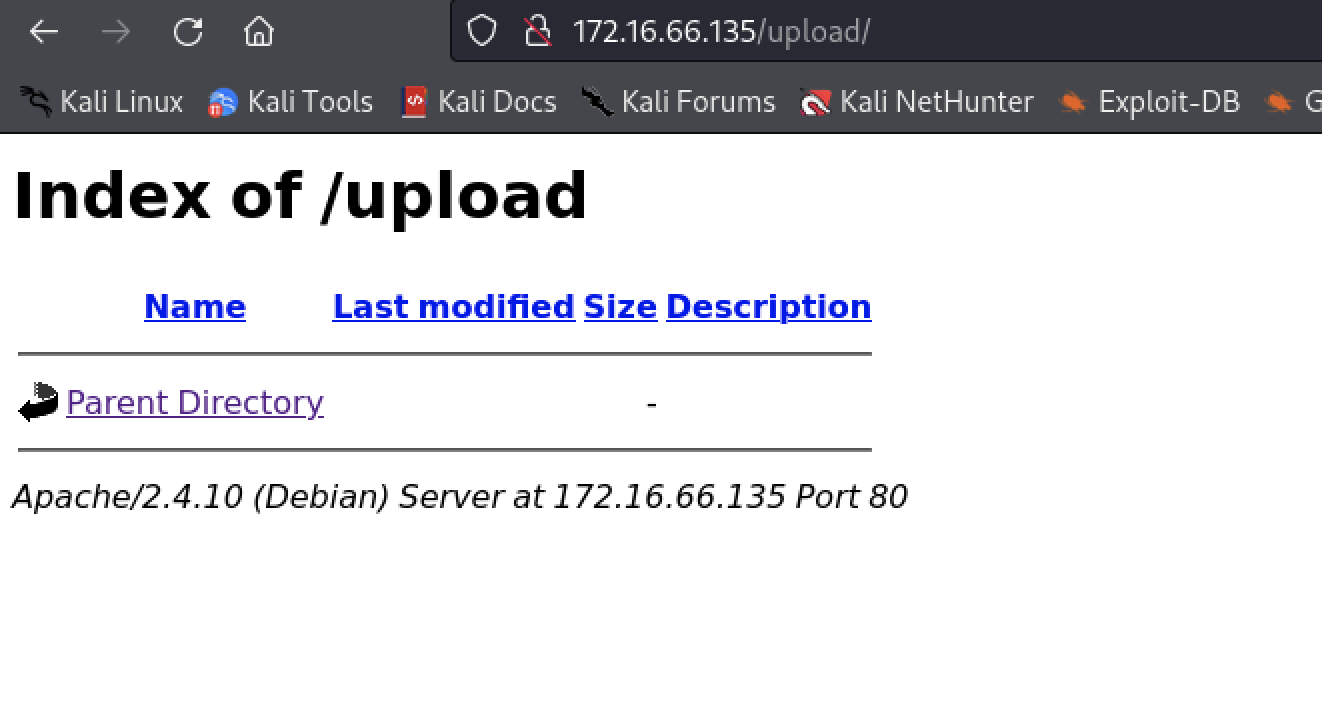 172.16.66.135/upload/
Kali Linux Kali Tools Kali Docs Kali Forums Kali NetHunter Exploit-DB G
Index of /upload
Name Last modified Size Description
Parent Directory -
Apache/2.4.10 (Debian) Server at 172.16.66.135 Port 80